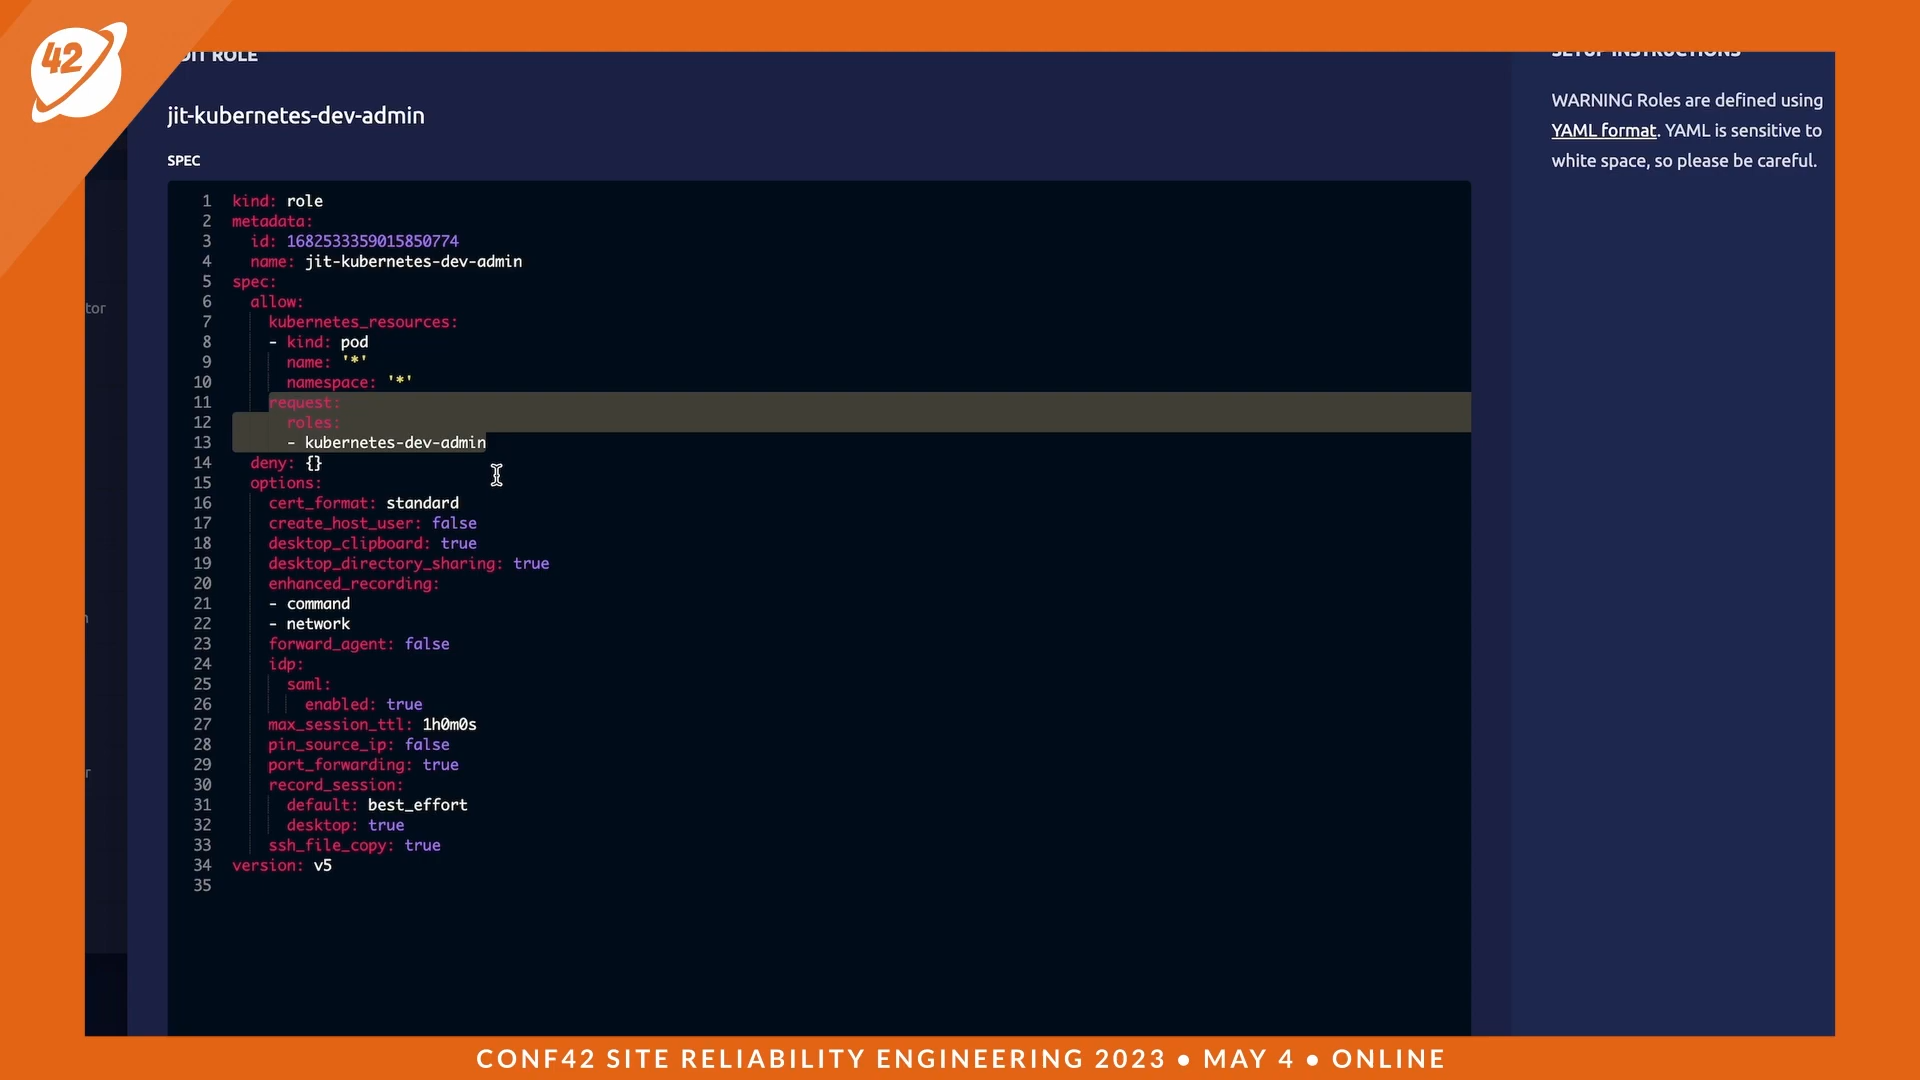 42
EDIT ROLE
SETUP INSTRUCTIONS
jit-kubernetes-dev-admin
WARNING Roles are defined using
YAML format. YAML is sensitive to
white space, so please be careful.
SPEC
1 kind: role
2 metadata:
3   id: 1682533359015850774
4   name: jit-kubernetes-dev-admin
5 spec:
6   allow:
7     kubernetes_resources:
8     - kind: pod
9       name: '*'
10       namespace: '*'
11     request:
12       roles:
13       - kubernetes-dev-admin
14   deny: {}
15   options:
16     cert_format: standard
17     create_host_user: false
18     desktop_clipboard: true
19     desktop_directory_sharing: true
20     enhanced_recording:
21     - command
22     - network
23     forward_agent: false
24     idp:
25       saml:
26         enabled: true
27     max_session_ttl: 1h0m0s
28     pin_source_ip: false
29     port_forwarding: true
30     record_session:
31       default: best_effort
32       desktop: true
33     ssh_file_copy: true
34 version: v5
35
tor
CONF42 SITE RELIABILITY ENGINEERING 2023 • MAY 4 • ONLINE